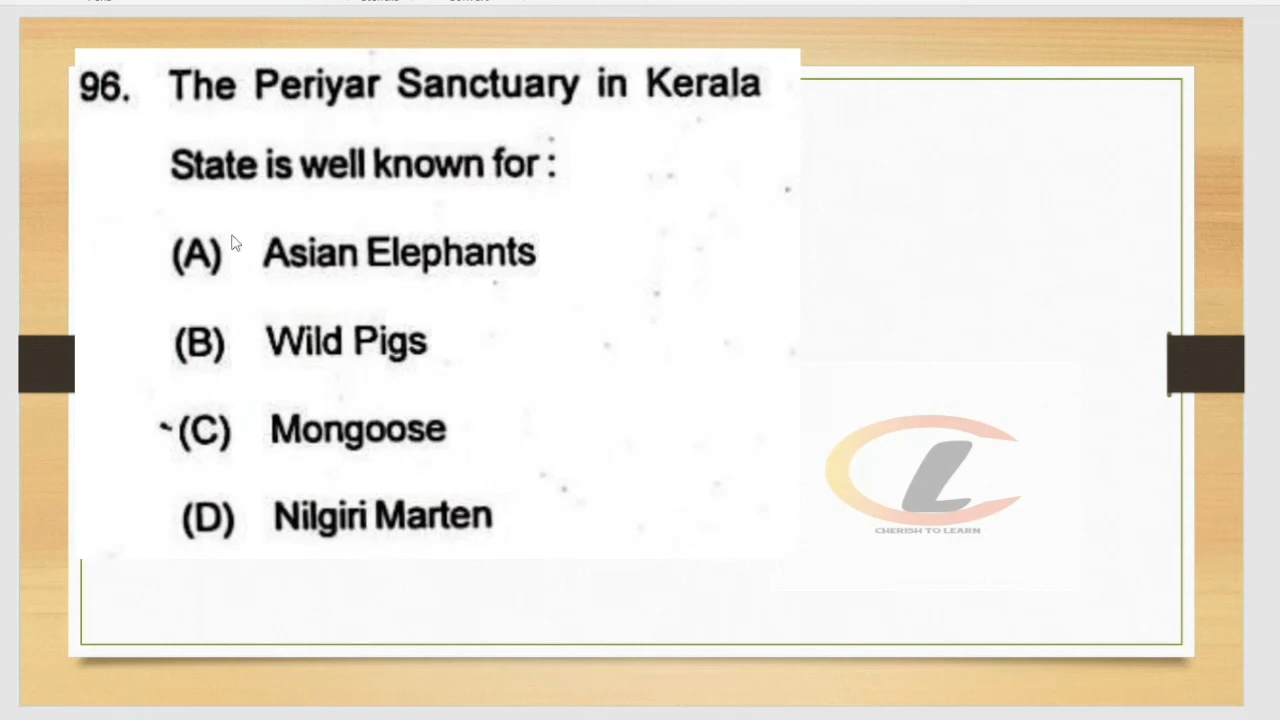 96. The Periyar Sanctuary in Kerala
State is well known for :
(A) Asian Elephants
(B) Wild Pigs
(C) Mongoose
(D) Nilgiri Marten
CL
CHERISH TO LEARN